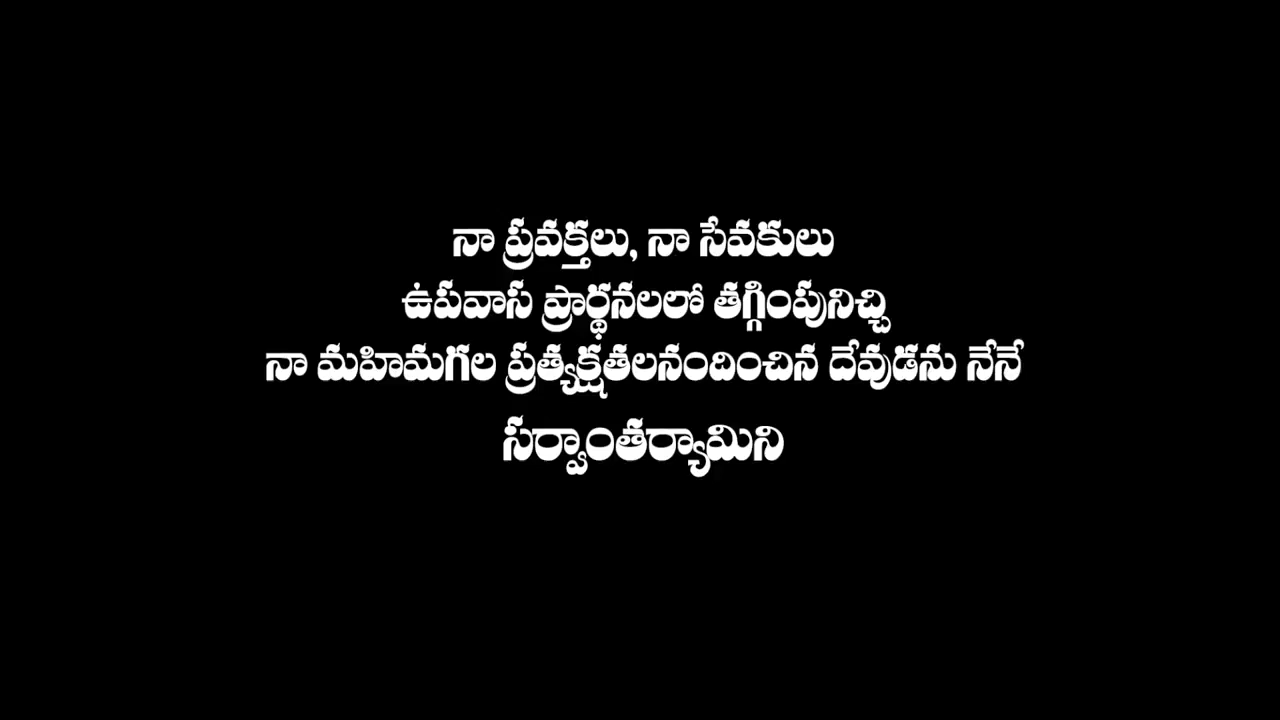 నా ప్రవక్తలు, నా సేవకులు
ఉపవాస ప్రార్థనలలో తగ్గింపునిచ్చి
నా మహిమగల ప్రత్యక్షతలనందించిన దేవుడను నేనే
సర్వాంతర్యామిని